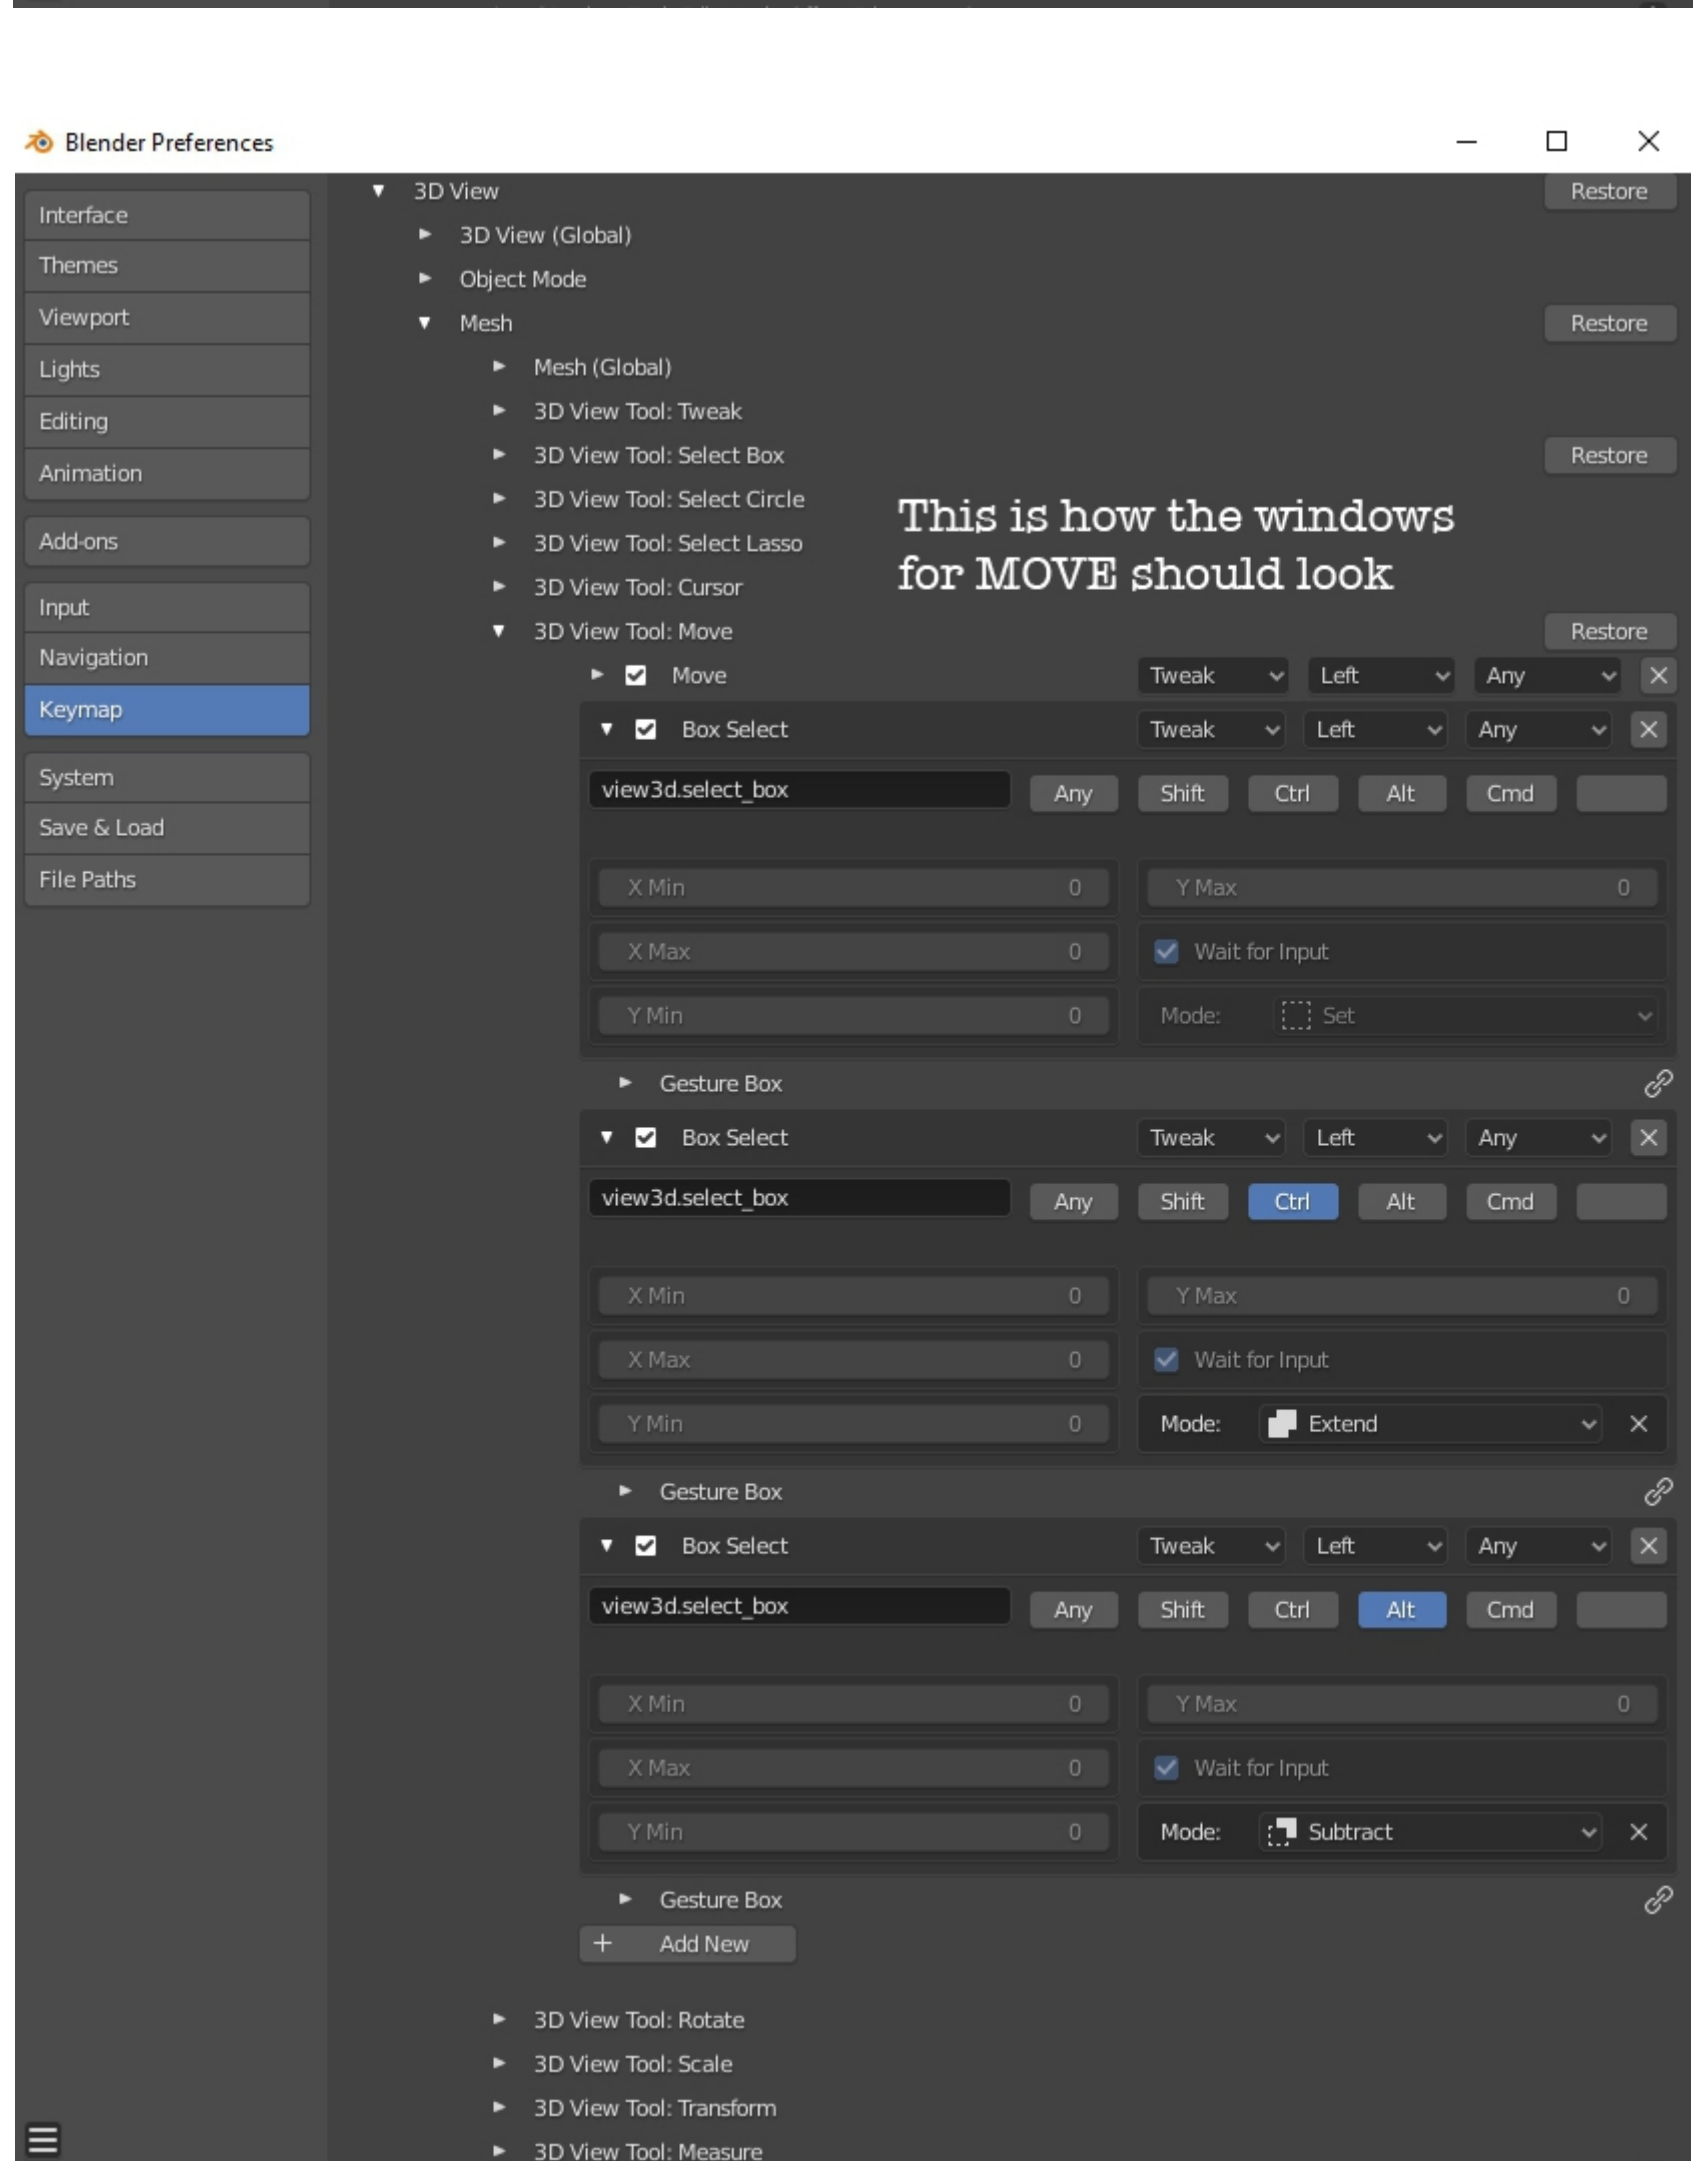 Blender Preferences
Interface
Themes
Viewport
Lights
Editing
Animation
Add-ons
Input
Navigation
Keymap
System
Save & Load
File Paths
3D View Restore
3D View (Global)
Object Mode
Mesh Restore
Mesh (Global)
3D View Tool: Tweak
3D View Tool: Select Box Restore
3D View Tool: Select Circle
3D View Tool: Select Lasso
3D View Tool: Cursor
This is how the windows
for MOVE should look
3D View Tool: Move Restore
Move Tweak Left Any
Box Select Tweak Left Any
view3d.select_box Any Shift Ctrl Alt Cmd
X Min 0 Y Max 0
X Max 0 Wait for Input
Y Min 0 Mode: Set
Gesture Box
Box Select Tweak Left Any
view3d.select_box Any Shift Ctrl Alt Cmd
X Min 0 Y Max 0
X Max 0 Wait for Input
Y Min 0 Mode: Extend
Gesture Box
Box Select Tweak Left Any
view3d.select_box Any Shift Ctrl Alt Cmd
X Min 0 Y Max 0
X Max 0 Wait for Input
Y Min 0 Mode: Subtract
Gesture Box
+ Add New
3D View Tool: Rotate
3D View Tool: Scale
3D View Tool: Transform
3D View Tool: Measure